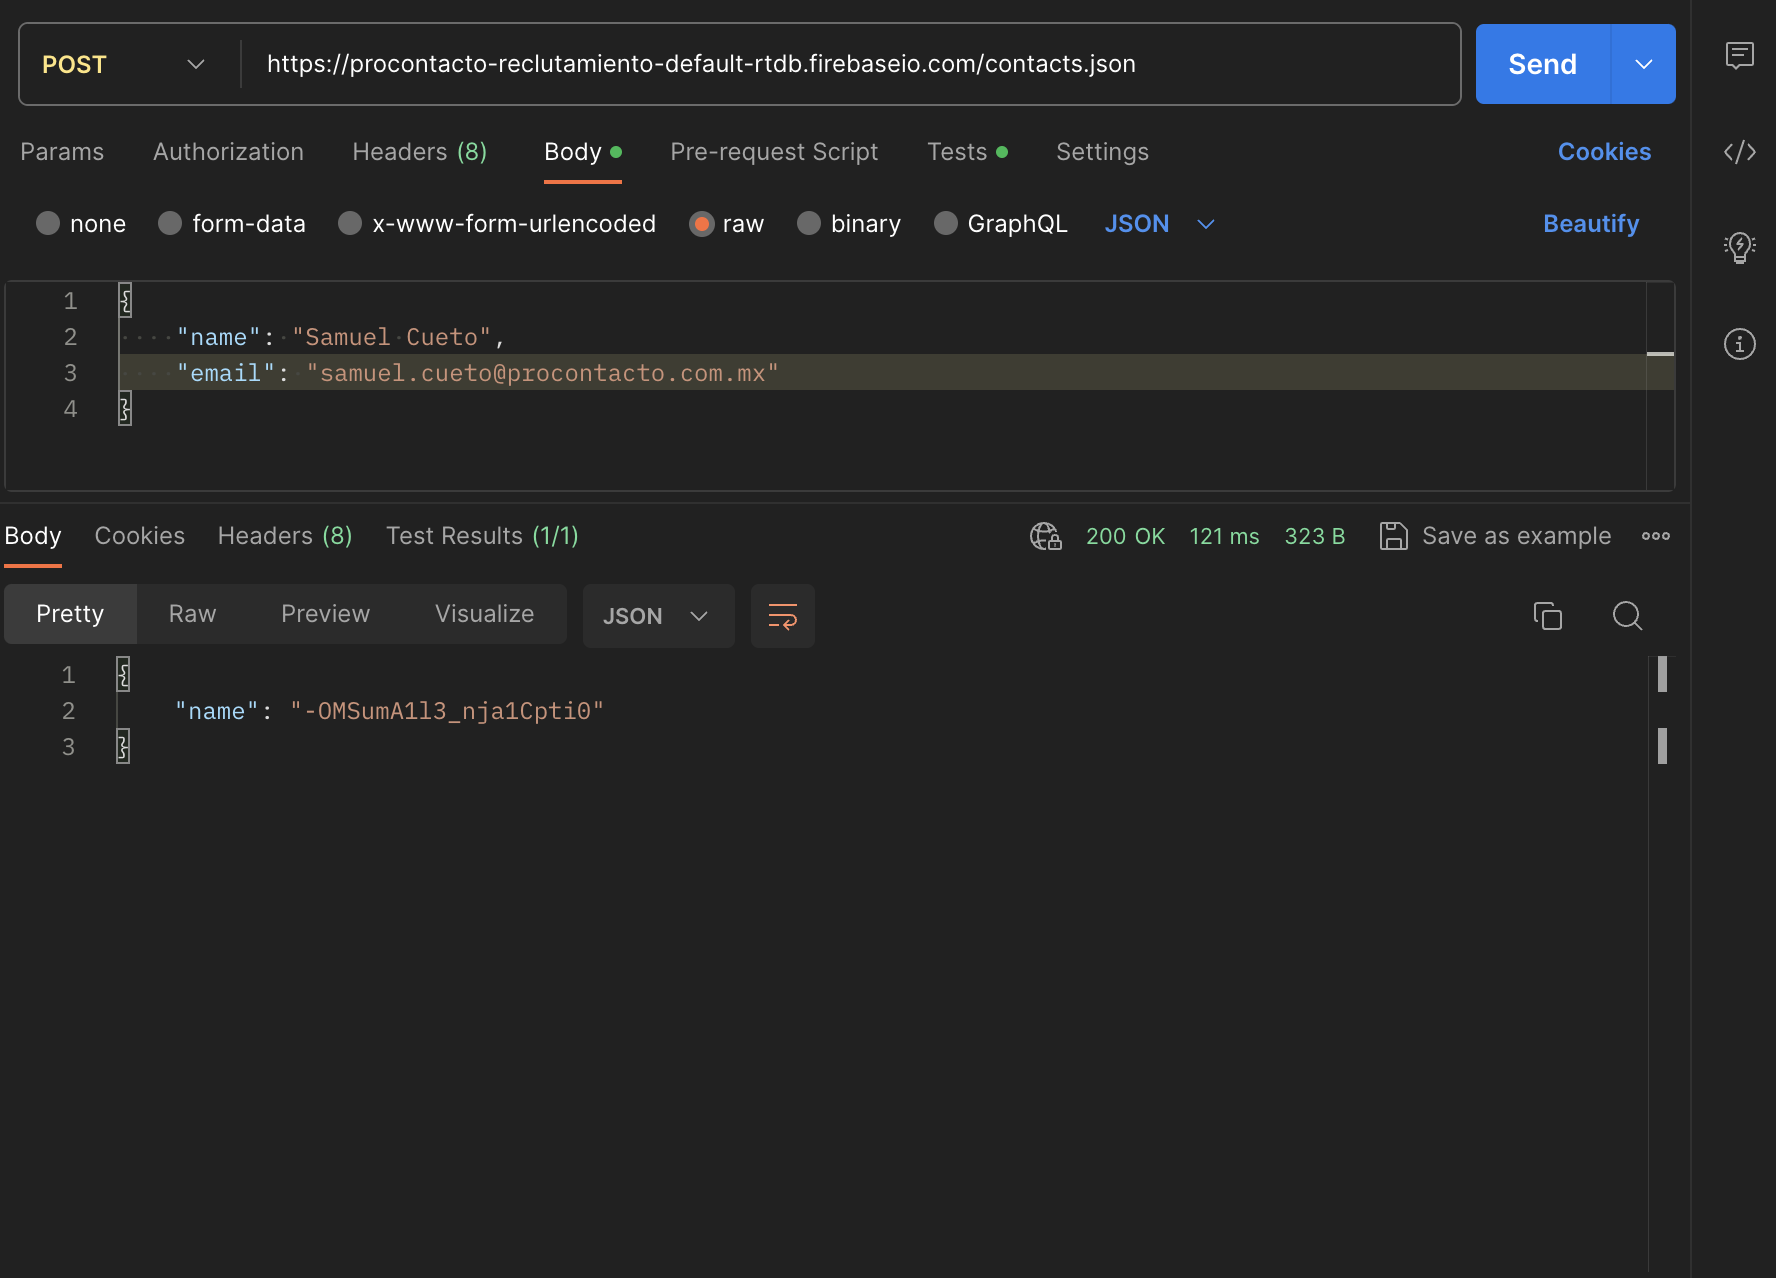 POST https://procontacto-reclutamiento-default-rtdb.firebaseio.com/contacts.json Send
Params Authorization Headers (8) Body Pre-request Script Tests Settings Cookies
none form-data x-www-form-urlencoded raw binary GraphQL JSON Beautify
1 {
2 "name": "Samuel Cueto",
3 "email": "samuel.cueto@procontacto.com.mx"
4 }
Body Cookies Headers (8) Test Results (1/1) 200 OK 121 ms 323 B Save as example
Pretty Raw Preview Visualize JSON
1 {
2 "name": "-OMSumA1l3_nja1Cpti0"
3 }